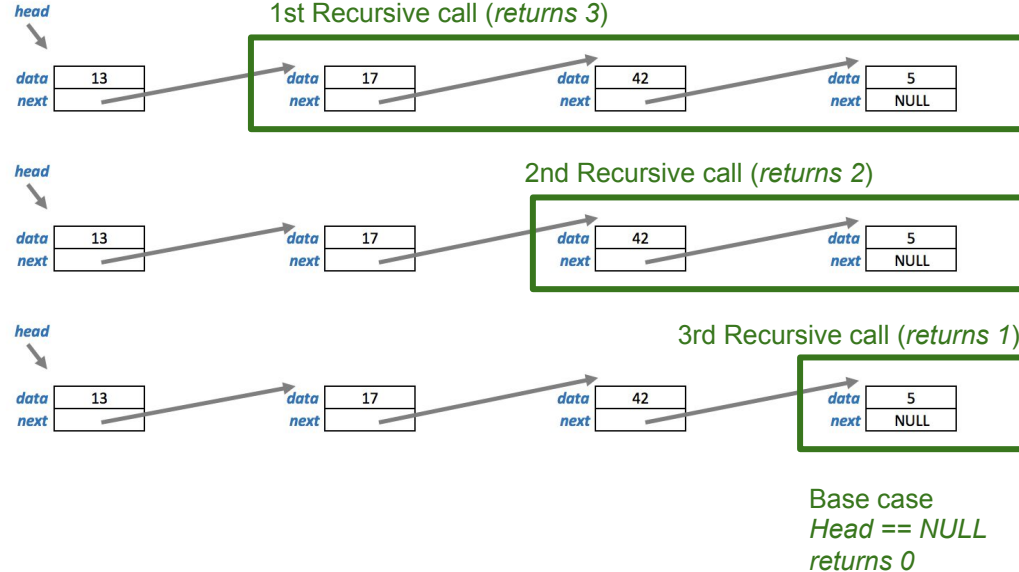 head
1st Recursive call (returns 3)
data 13 data 17 data 42 data 5
next next next next NULL
head
2nd Recursive call (returns 2)
data 13 data 17 data 42 data 5
next next next next NULL
head
3rd Recursive call (returns 1)
data 13 data 17 data 42 data 5
next next next next NULL
Base case
Head == NULL
returns 0